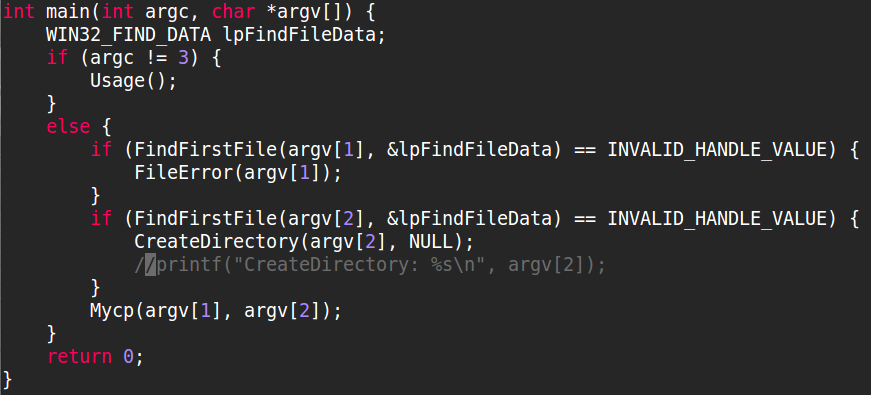 int main(int argc, char *argv[]) {
    WIN32_FIND_DATA lpFindFileData;
    if (argc != 3) {
        Usage();
    }
    else {
        if (FindFirstFile(argv[1], &lpFindFileData) == INVALID_HANDLE_VALUE) {
            FileError(argv[1]);
        }
        if (FindFirstFile(argv[2], &lpFindFileData) == INVALID_HANDLE_VALUE) {
            CreateDirectory(argv[2], NULL);
            //printf("CreateDirectory: %s\n", argv[2]);
        }
        Mycp(argv[1], argv[2]);
    }
    return 0;
}